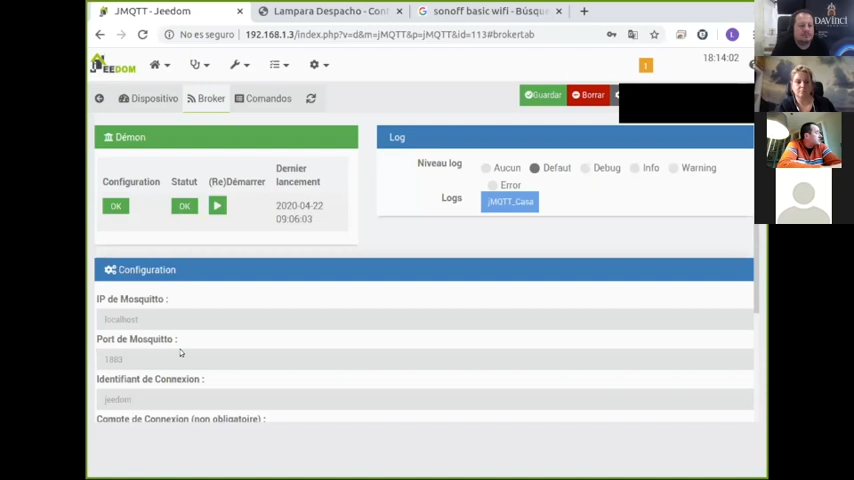 JMQTT - Jeedom
Lampara Despacho - Con
sonoff basic wifi - Búsqu
No es seguro
192.168.1.3/index.php?v=d&m=jMQTT&p=jMQTT&id=113#brokertab
L
DAVINCI
JEEDOM
1
18:14:02
Dispositivo
Broker
Comandos
Guardar
Borrar
Démon
Log
Configuration
Statut
(Re)Démarrer
Dernier
lancement
OK
OK
2020-04-22
09:06:03
Niveau log
Aucun
Defaut
Debug
Info
Warning
Error
Logs
jMQTT_Casa
Configuration
IP de Mosquitto :
localhost
Port de Mosquitto :
1883
Identifiant de Connexion :
jeedom
Compte de Connexion (non obligatoire) :